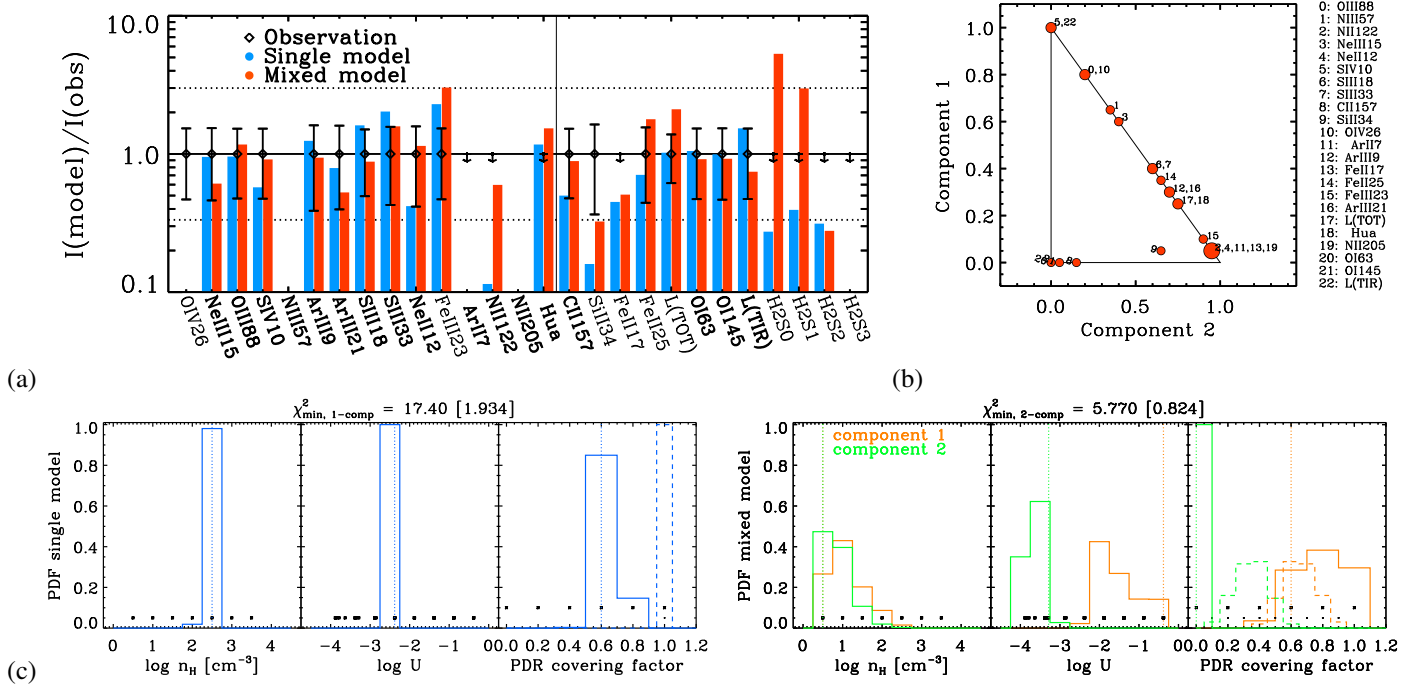 10.0
1.0
0.1
I(model)/I(obs)
Observation
Single model
Mixed model
OIV26
NeIII15
OIII88
SIV10
NIII57
ArIII9
ArIII21
SIII18
SIII33
NeII12
FeIII23
ArII7
NII122
NII205
Hua
CII157
SiII34
FeII17
FeII25
L(TOT)
OI63
OI145
L(TIR)
H2S0
H2S1
H2S2
H2S3
(a)
1.0
0.8
0.6
0.4
0.2
0.0
Component 1
5,22
0,10
1
3
6,7
14
12,16
17,18
15
2,4,11,13,19
9
8
0.0 0.5 1.0
Component 2
0: OIII88
1: NIII57
2: NII122
3: NeIII15
4: NeII12
5: SIV10
6: SIII18
7: SIII33
8: CII157
9: SiII34
10: OIV26
11: ArII7
12: ArIII9
13: FeII17
14: FeII25
15: FeIII23
16: ArIII21
17: L(TOT)
18: Hua
19: NII205
20: OI63
21: OI145
22: L(TIR)
(b)
χ²min, 1-comp = 17.40 [1.934]
1.0
0.8
0.6
0.4
0.2
0.0
PDF single model
0 1 2 3 4
log nH [cm⁻³]
−4 −3 −2 −1 0
log U
0.0 0.2 0.4 0.6 0.8 1.0 1.2
PDR covering factor
χ²min, 2-comp = 5.770 [0.824]
component 1
component 2
1.0
0.8
0.6
0.4
0.2
0.0
PDF mixed model
0 1 2 3 4
log nH [cm⁻³]
−4 −3 −2 −1 0
log U
0.0 0.2 0.4 0.6 0.8 1.0 1.2
PDR covering factor
(c)